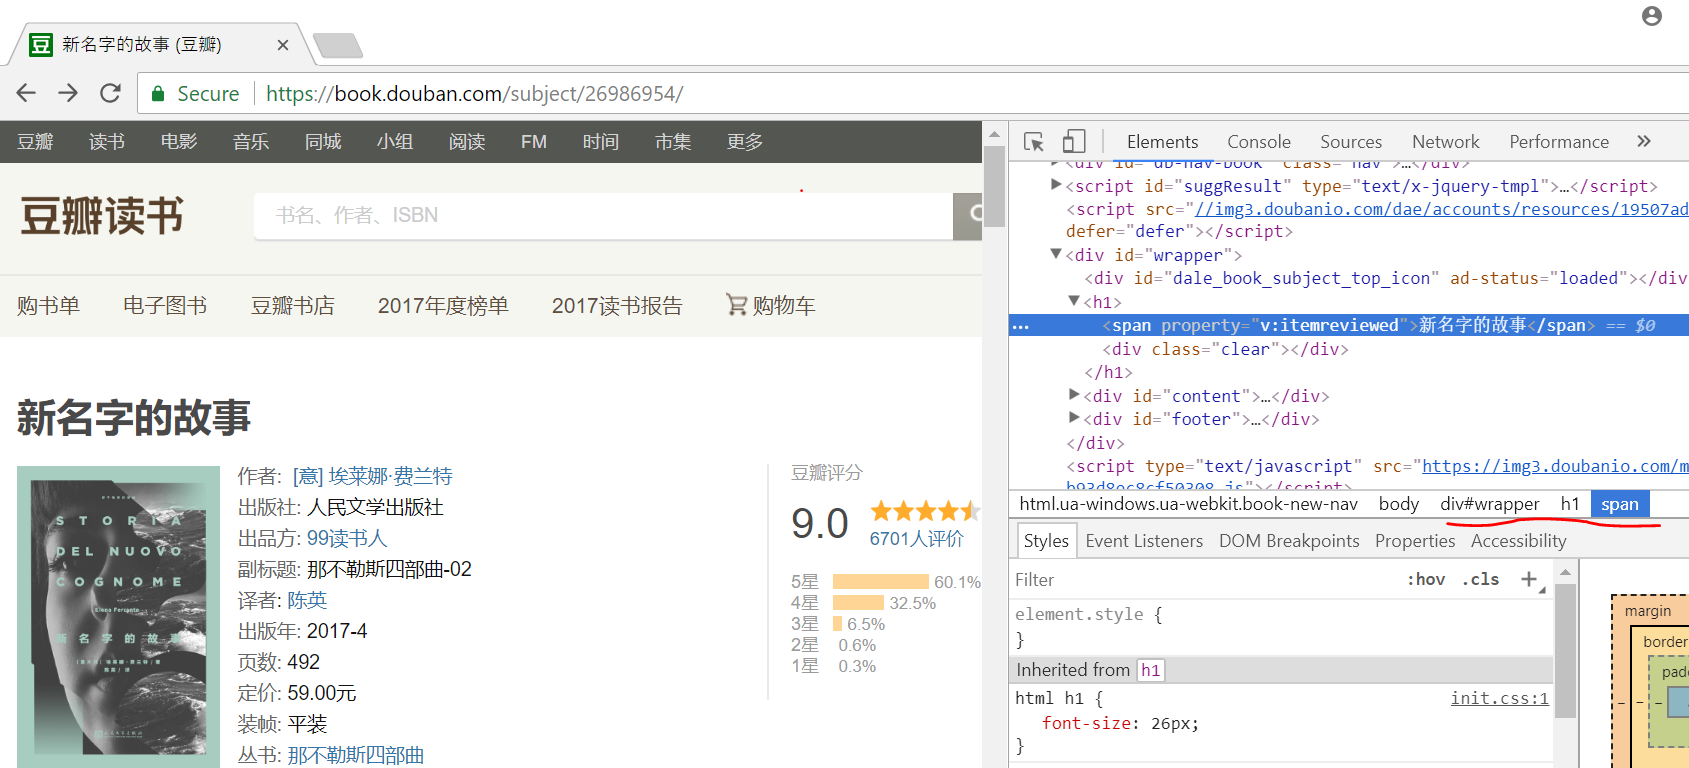 新名字的故事 (豆瓣)
Secure https://book.douban.com/subject/26986954/
豆瓣 读书 电影 音乐 同城 小组 阅读 FM 时间 市集 更多
豆瓣读书
书名、作者、ISBN
购书单 电子图书 豆瓣书店 2017年度榜单 2017读书报告 购物车
新名字的故事
STORIA
DEL NUOVO
COGNOME
Elena Ferrante
新名字的故事
作者: [意] 埃莱娜·费兰特
出版社: 人民文学出版社
出品方: 99读书人
副标题: 那不勒斯四部曲-02
译者: 陈英
出版年: 2017-4
页数: 492
定价: 59.00元
装帧: 平装
丛书: 那不勒斯四部曲
豆瓣评分
9.0
6701人评价
5星 60.1%
4星 32.5%
3星 6.5%
2星 0.6%
1星 0.3%
Elements Console Sources Network Performance »
<div id="db-nav-book" class="nav">…</div>
<script id="suggResult" type="text/x-jquery-tmpl">…</script>
<script src="//img3.doubanio.com/dae/accounts/resources/19507ad
defer="defer"></script>
<div id="wrapper">
<div id="dale_book_subject_top_icon" ad-status="loaded"></div
<h1>
… <span property="v:itemreviewed">新名字的故事</span> == $0
<div class="clear"></div>
</h1>
<div id="content">…</div>
<div id="footer">…</div>
</div>
<script type="text/javascript" src="https://img3.doubanio.com/m
b93d8ec8cf50308.js"></script>
html.ua-windows.ua-webkit.book-new-nav body div#wrapper h1 span
Styles Event Listeners DOM Breakpoints Properties Accessibility
Filter :hov .cls +
element.style {
}
Inherited from h1
html h1 { init.css:1
font-size: 26px;
}
margin
border
padd